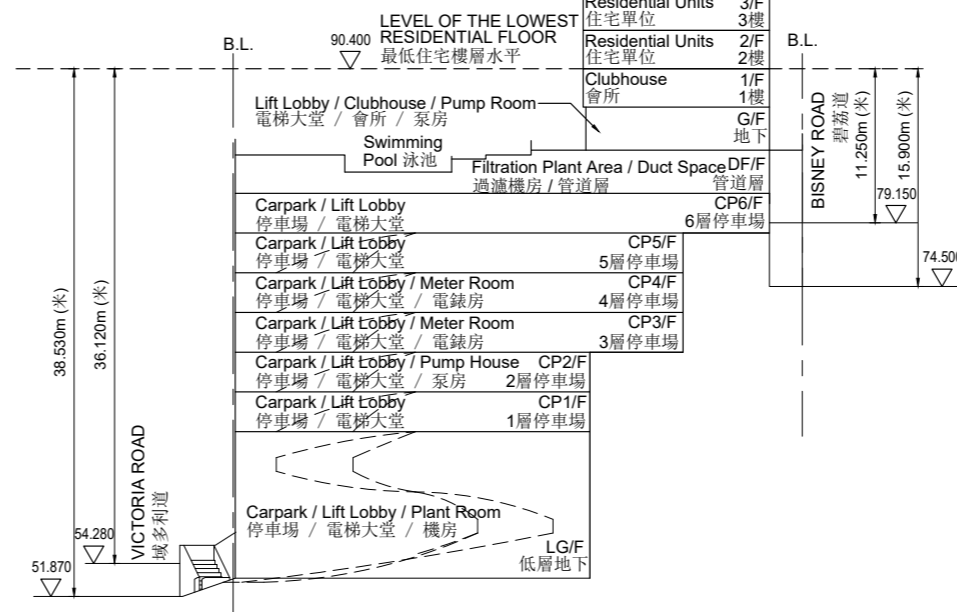 Residential Units 3/F
住宅單位 3樓
LEVEL OF THE LOWEST
RESIDENTIAL FLOOR
最低住宅樓層水平
90.400
B.L.
Residential Units 2/F
住宅單位 2樓
B.L.
Clubhouse 1/F
會所 1樓
Lift Lobby / Clubhouse / Pump Room
電梯大堂 / 會所 / 泵房
G/F
地下
Swimming
Pool 泳池
Filtration Plant Area / Duct Space DF/F
過濾機房 / 管道層 管道層
Carpark / Lift Lobby CP6/F
停車場 / 電梯大堂 6層停車場
Carpark / Lift Lobby CP5/F
停車場 / 電梯大堂 5層停車場
Carpark / Lift Lobby / Meter Room CP4/F
停車場 / 電梯大堂 / 電錶房 4層停車場
Carpark / Lift Lobby / Meter Room CP3/F
停車場 / 電梯大堂 / 電錶房 3層停車場
Carpark / Lift Lobby / Pump House CP2/F
停車場 / 電梯大堂 / 泵房 2層停車場
Carpark / Lift Lobby CP1/F
停車場 / 電梯大堂 1層停車場
Carpark / Lift Lobby / Plant Room
停車場 / 電梯大堂 / 機房
LG/F
低層地下
BISNEY ROAD
碧荔道
11.250m (米)
15.900m (米)
79.150
74.500
38.530m (米)
36.120m (米)
VICTORIA ROAD
域多利道
54.280
51.870